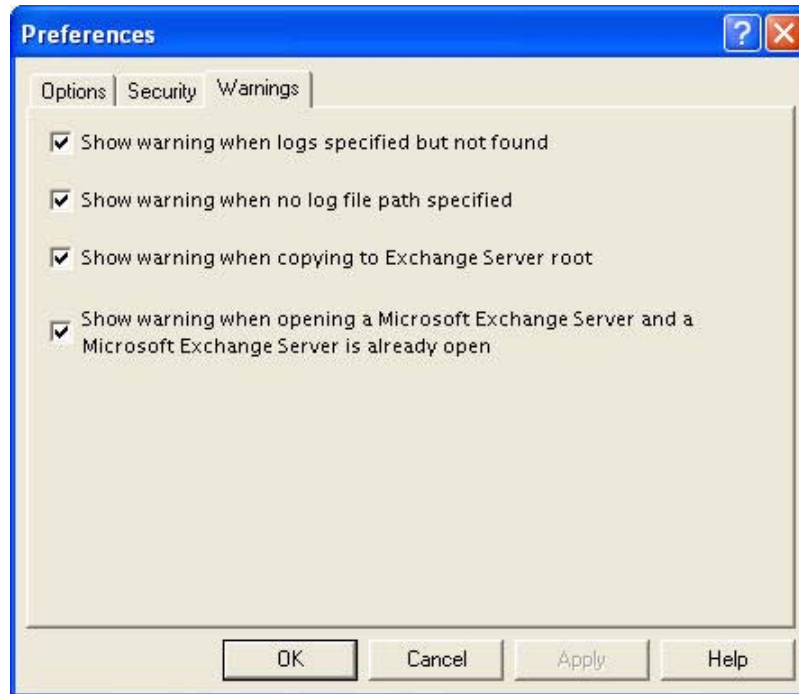 Preferences
Options Security Warnings
Show warning when logs specified but not found
Show warning when no log file path specified
Show warning when copying to Exchange Server root
Show warning when opening a Microsoft Exchange Server and a
Microsoft Exchange Server is already open
OK Cancel Apply Help